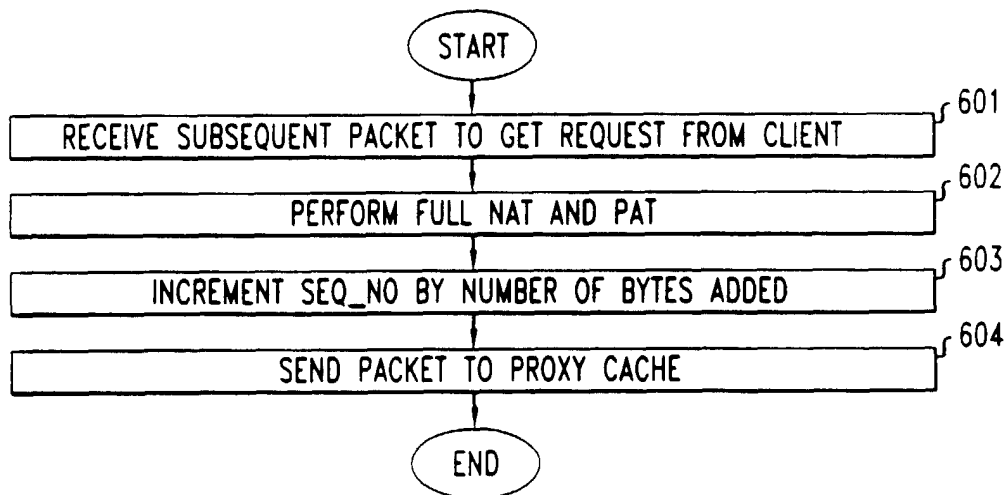 START
601
RECEIVE SUBSEQUENT PACKET TO GET REQUEST FROM CLIENT
602
PERFORM FULL NAT AND PAT
603
INCREMENT SEQ_NO BY NUMBER OF BYTES ADDED
604
SEND PACKET TO PROXY CACHE
END